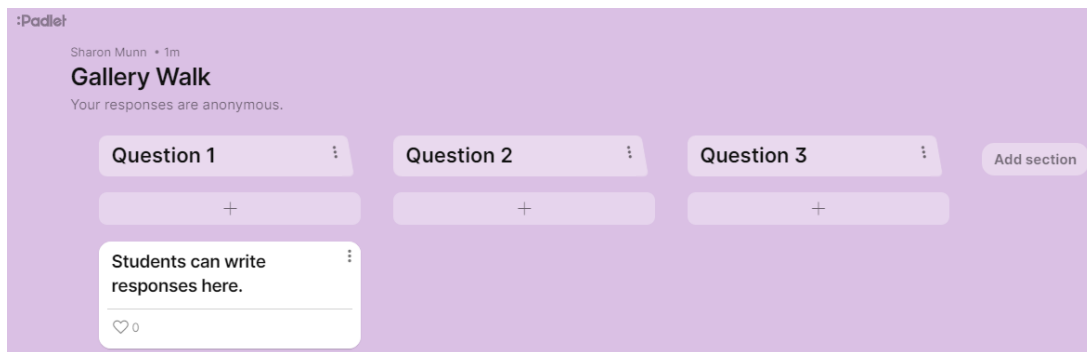 :Padlet
Sharon Munn • 1m
Gallery Walk
Your responses are anonymous.
Question 1
Question 2
Question 3
Add section
Students can write
responses here.
0